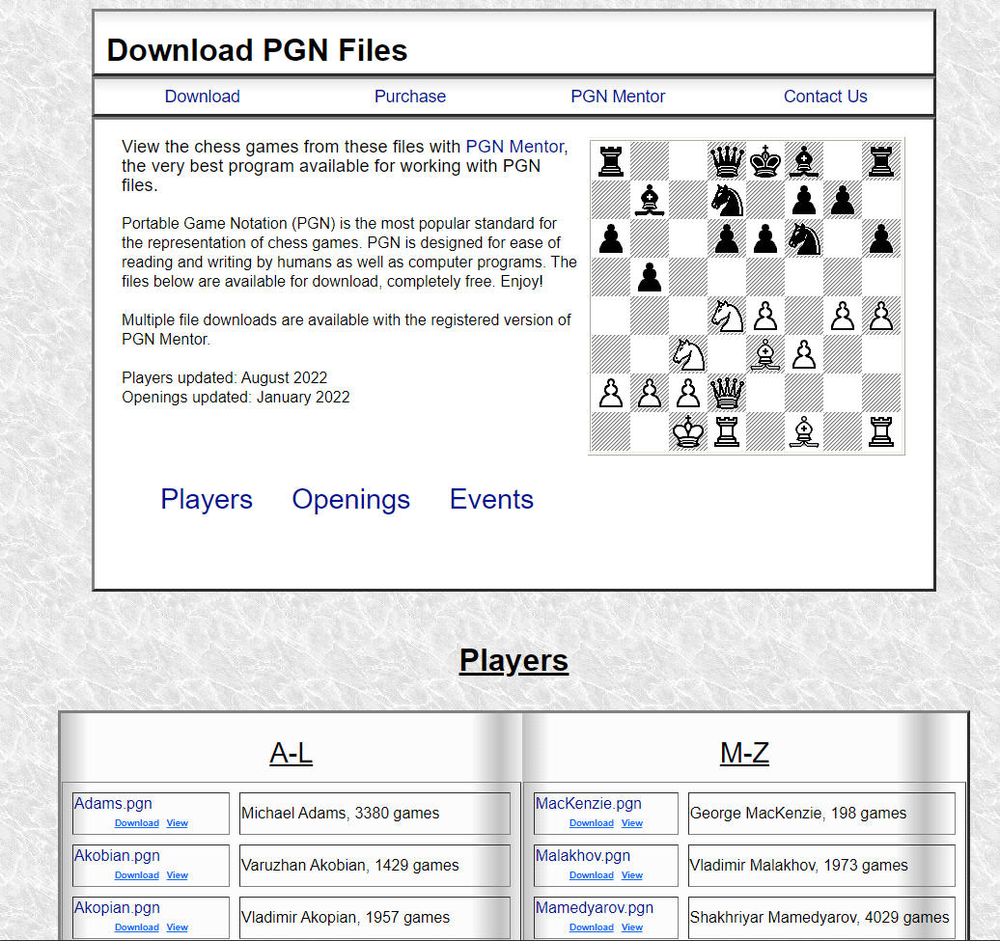 Download PGN Files
Download Purchase PGN Mentor Contact Us
View the chess games from these files with PGN Mentor,
the very best program available for working with PGN
files.
Portable Game Notation (PGN) is the most popular standard for
the representation of chess games. PGN is designed for ease of
reading and writing by humans as well as computer programs. The
files below are available for download, completely free. Enjoy!
Multiple file downloads are available with the registered version of
PGN Mentor.
Players updated: August 2022
Openings updated: January 2022
Players Openings Events
Players
A-L
Adams.pgn
Download View
Michael Adams, 3380 games
Akobian.pgn
Download View
Varuzhan Akobian, 1429 games
Akopian.pgn
Download View
Vladimir Akopian, 1957 games
M-Z
MacKenzie.pgn
Download View
George MacKenzie, 198 games
Malakhov.pgn
Download View
Vladimir Malakhov, 1973 games
Mamedyarov.pgn
Download View
Shakhriyar Mamedyarov, 4029 games